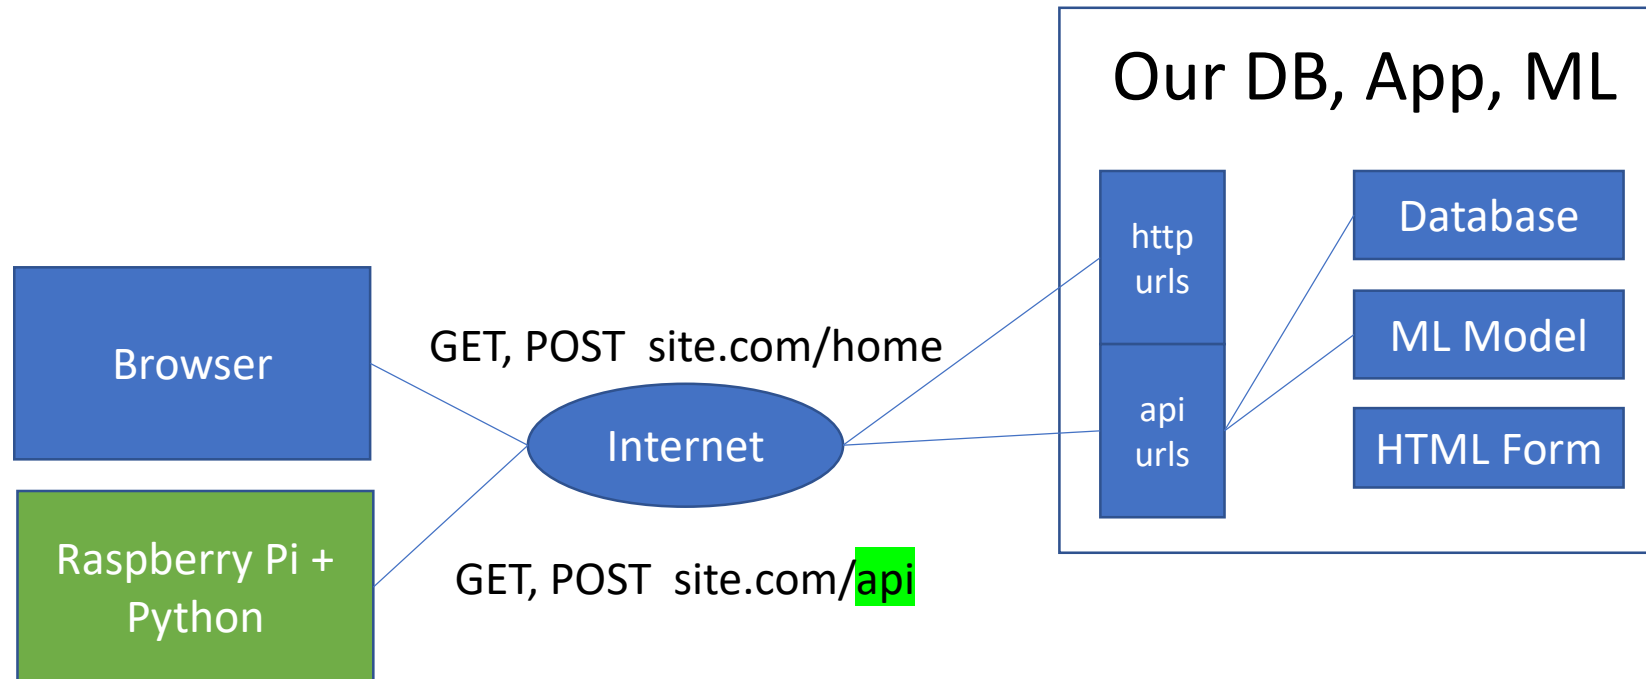 Our DB, App, ML
http
urls
Database
Browser
GET, POST  site.com/home
ML Model
Internet
api
urls
HTML Form
Raspberry Pi +
Python
GET, POST  site.com/api